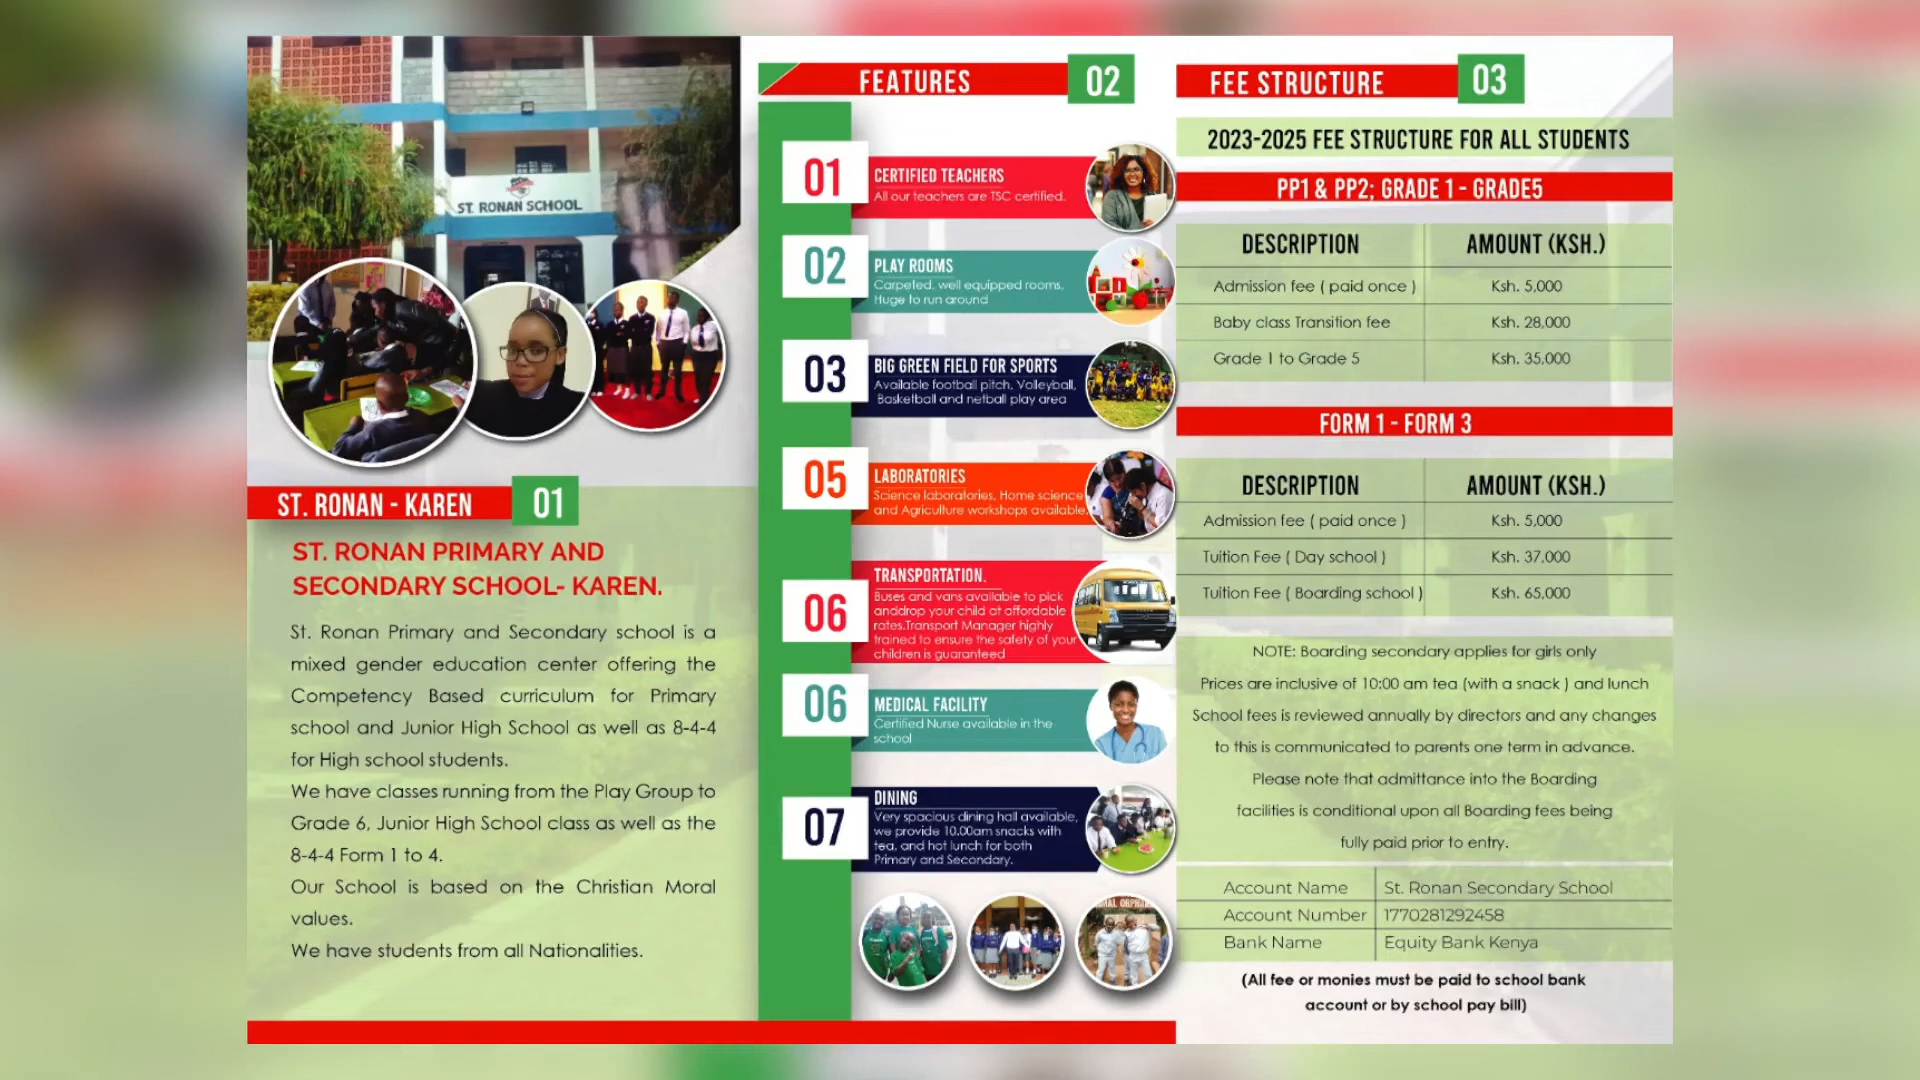 ST. RONAN SCHOOL
ST. RONAN - KAREN
01
ST. RONAN PRIMARY AND
SECONDARY SCHOOL- KAREN.
St. Ronan Primary and Secondary school is a
mixed gender education center offering the
Competency Based curriculum for Primary
school and Junior High School as well as 8-4-4
for High school students.
We have classes running from the Play Group to
Grade 6, Junior High School class as well as the
8-4-4 Form 1 to 4.
Our School is based on the Christian Moral
values.
We have students from all Nationalities.
FEATURES
02
01
CERTIFIED TEACHERS
All our teachers are TSC certified.
02
PLAY ROOMS
Carpeted, well equipped rooms.
Huge to run around
03
BIG GREEN FIELD FOR SPORTS
Available football pitch, Volleyball,
Basketball and netball play area
05
LABORATORIES
Science laboratories, Home science
and Agriculture workshops available.
06
TRANSPORTATION.
Buses and vans available to pick
anddrop your child at affordable
rates.Transport Manager highly
trained to ensure the safety of your
children is guaranteed
06
MEDICAL FACILITY
Certified Nurse available in the
school
07
DINING
Very spacious dining hall available,
we provide 10.00am snacks with
tea, and hot lunch for both
Primary and Secondary.
FEE STRUCTURE
03
2023-2025 FEE STRUCTURE FOR ALL STUDENTS
PP1 & PP2; GRADE 1 - GRADE5
DESCRIPTION AMOUNT (KSH.)
Admission fee ( paid once ) Ksh. 5,000
Baby class Transition fee Ksh. 28,000
Grade 1 to Grade 5 Ksh. 35,000
FORM 1 - FORM 3
DESCRIPTION AMOUNT (KSH.)
Admission fee ( paid once ) Ksh. 5,000
Tuition Fee ( Day school ) Ksh. 37,000
Tuition Fee ( Boarding school ) Ksh. 65,000
NOTE: Boarding secondary applies for girls only
Prices are inclusive of 10:00 am tea (with a snack ) and lunch
School fees is reviewed annually by directors and any changes
to this is communicated to parents one term in advance.
Please note that admittance into the Boarding
facilities is conditional upon all Boarding fees being
fully paid prior to entry.
Account Name St. Ronan Secondary School
Account Number 1770281292458
Bank Name Equity Bank Kenya
(All fee or monies must be paid to school bank
account or by school pay bill)